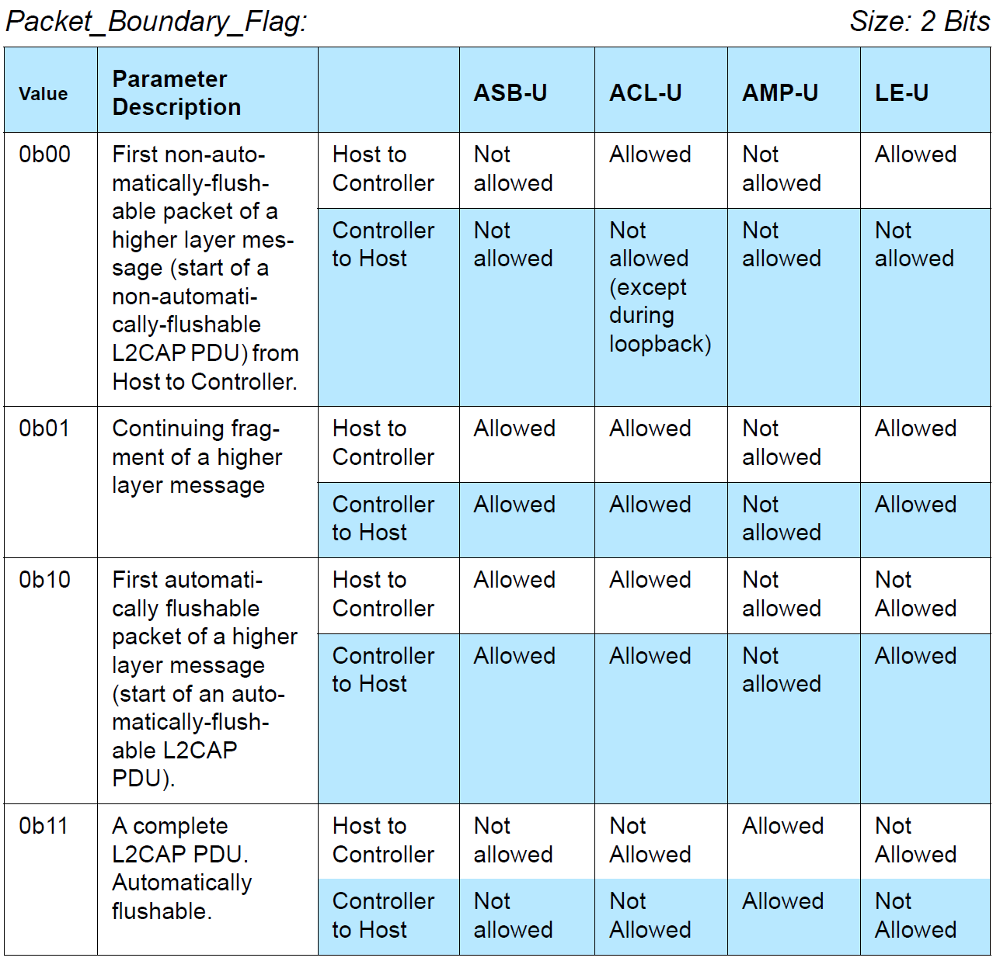 Packet_Boundary_Flag: Size: 2 Bits
Value Parameter Description ASB-U ACL-U AMP-U LE-U
0b00
First non-auto-
matically-flush-
able packet of a
higher layer mes-
sage (start of a
non-automati-
cally-flushable
L2CAP PDU) from
Host to Controller.
Host to
Controller
Not
allowed
Allowed
Not
allowed
Allowed
Controller
to Host
Not
allowed
Not
allowed
(except
during
loopback)
Not
allowed
Not
allowed
0b01
Continuing frag-
ment of a higher
layer message
Host to
Controller
Allowed
Allowed
Not
allowed
Allowed
Controller
to Host
Allowed
Allowed
Not
allowed
Allowed
0b10
First automati-
cally flushable
packet of a higher
layer message
(start of an auto-
matically-flush-
able L2CAP
PDU).
Host to
Controller
Allowed
Allowed
Not
allowed
Not
Allowed
Controller
to Host
Allowed
Allowed
Not
allowed
Allowed
0b11
A complete
L2CAP PDU.
Automatically
flushable.
Host to
Controller
Not
allowed
Not
Allowed
Allowed
Not
Allowed
Controller
to Host
Not
allowed
Not
Allowed
Allowed
Not
Allowed